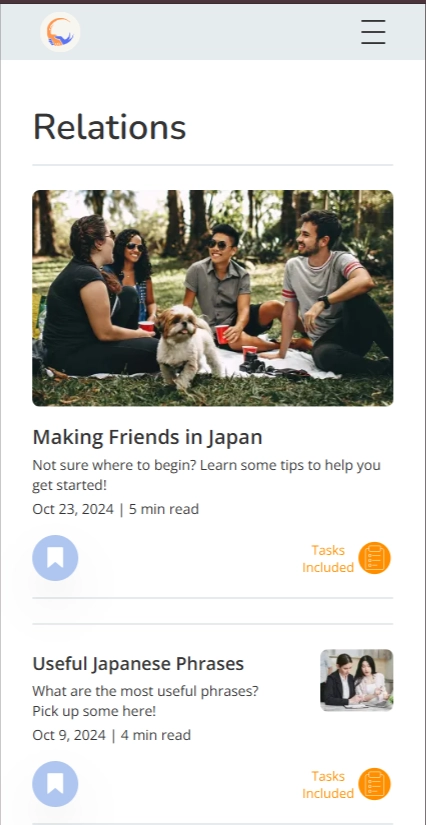 Relations
Making Friends in Japan
Not sure where to begin? Learn some tips to help you
get started!
Oct 23, 2024 | 5 min read
Tasks
Included
Useful Japanese Phrases
What are the most useful phrases?
Pick up some here!
Oct 9, 2024 | 4 min read
Tasks
Included